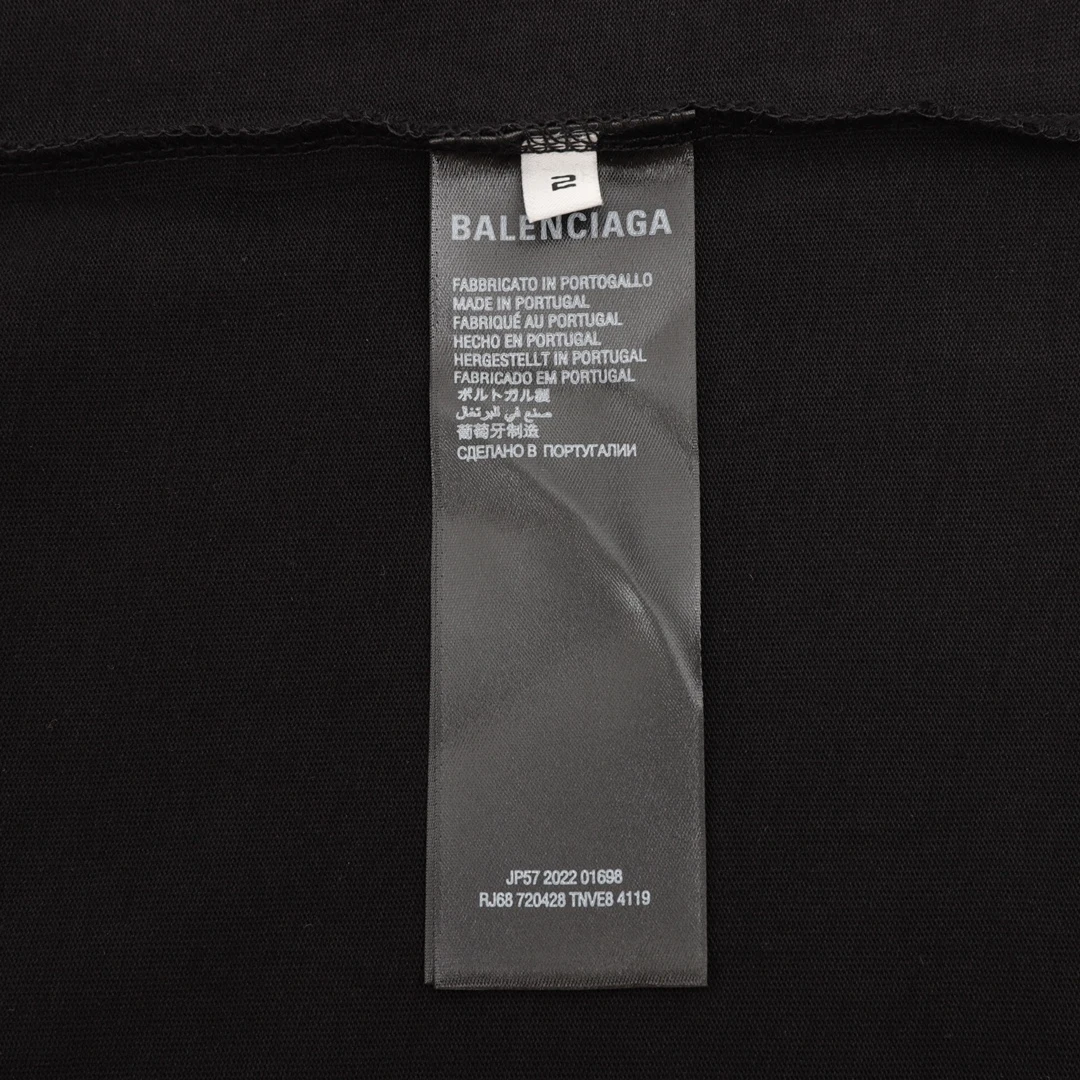 2
BALENCIAGA
FABBRICATO IN PORTOGALLO
MADE IN PORTUGAL
FABRIQUÉ AU PORTUGAL
HECHO EN PORTUGAL
HERGESTELLT IN PORTUGAL
FABRICADO EM PORTUGAL
ポルトガル製
صنع في البرتغال
葡萄牙制造
СДЕЛАНО В ПОРТУГАЛИИ
JP57 2022 01698
RJ68 720428 TNVE8 4119